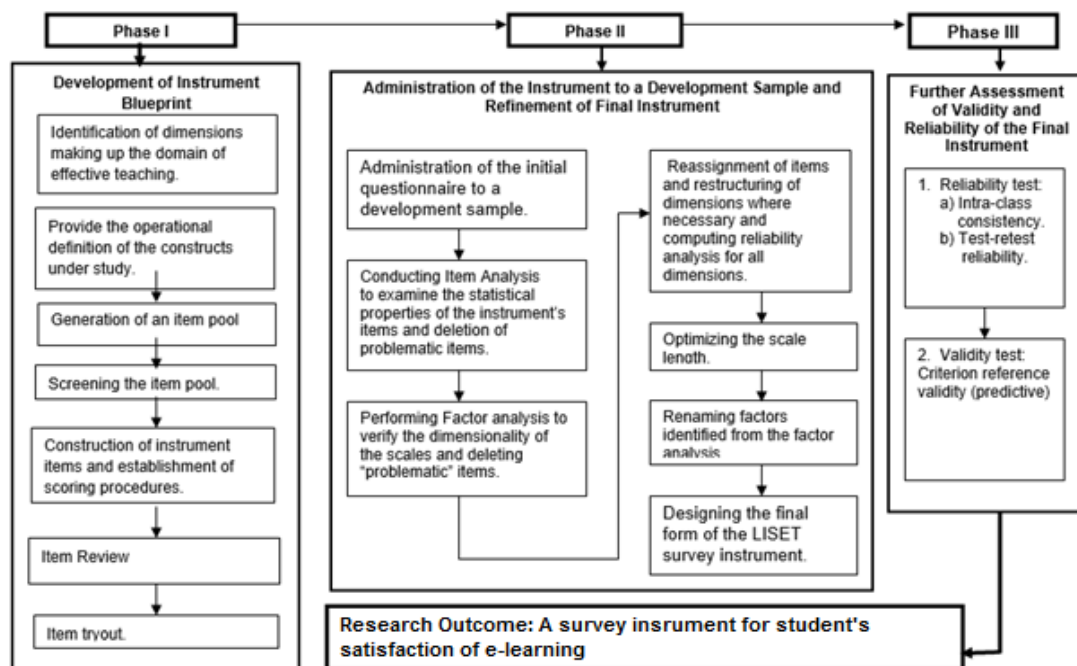 Phase I
Phase II
Phase III
Development of Instrument
Blueprint
Identification of dimensions
making up the domain of
effective teaching.
Provide the operational
definition of the constructs
under study.
Generation of an item pool
Screening the item pool.
Construction of instrument
items and establishment of
scoring procedures.
Item Review
Item tryout.
Administration of the Instrument to a Development Sample and
Refinement of Final Instrument
Administration of the initial
questionnaire to a
development sample.
Conducting Item Analysis
to examine the statistical
properties of the instrument's
items and deletion of
problematic items.
Performing Factor analysis to
verify the dimensionality of
the scales and deleting
"problematic" items.
Reassignment of items
and restructuring of
dimensions where
necessary and
computing reliability
analysis for all
dimensions.
Optimizing the scale
length.
Renaming factors
identified from the factor
analysis
Designing the final
form of the LISET
survey instrument.
Further Assessment
of Validity and
Reliability of the Final
Instrument
1. Reliability test:
a) Intra-class
consistency.
b) Test-retest
reliability.
2. Validity test:
Criterion reference
validity (predictive)
Research Outcome: A survey insrument for student's
satisfaction of e-learning